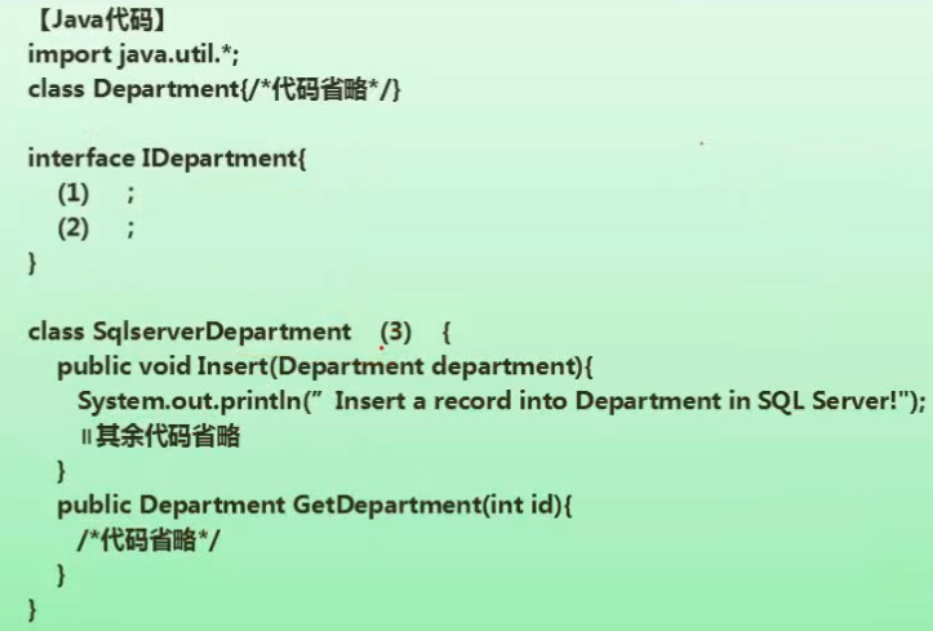 【Java代码】
import java.util.*;
class Department{/*代码省略*/}
interface IDepartment{
(1) ;
(2) ;
}
class SqlserverDepartment (3) {
public void Insert(Department department){
System.out.println(” Insert a record into Department in SQL Server!");
॥其余代码省略
}
public Department GetDepartment(int id){
/*代码省略*/
}
}